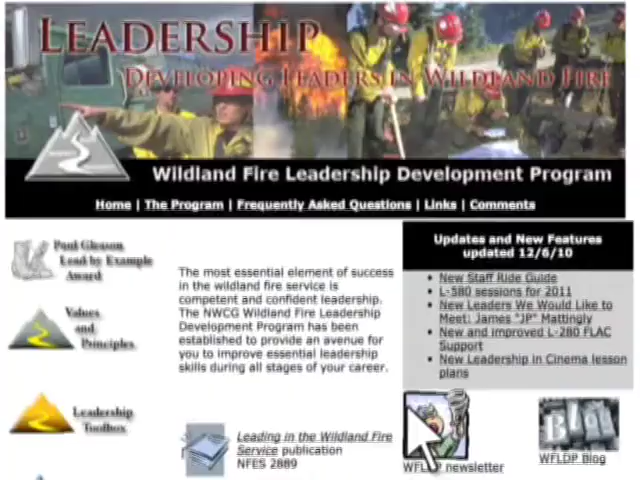 LEADERSHIP
DEVELOPING LEADERS IN WILDLAND FIRE
Wildland Fire Leadership Development Program
Home | The Program | Frequently Asked Questions | Links | Comments
Paul Gleason
Lead by Example
Award
Values
and
Principles
Leadership
Toolbox
The most essential element of success
in the wildland fire service is
competent and confident leadership.
The NWCG Wildland Fire Leadership
Development Program has been
established to provide an avenue for
you to improve essential leadership
skills during all stages of your career.
Leading in the Wildland Fire
Service publication
NFES 2889
Updates and New Features
updated 12/6/10
• New Staff Ride Guide
• L-580 sessions for 2011
• New Leaders We Would Like to
Meet: James "JP" Mattingly
• New and improved L-280 FLAC
Support
• New Leadership in Cinema lesson
plans
WFLDP newsletter
BLOG
WFLDP Blog